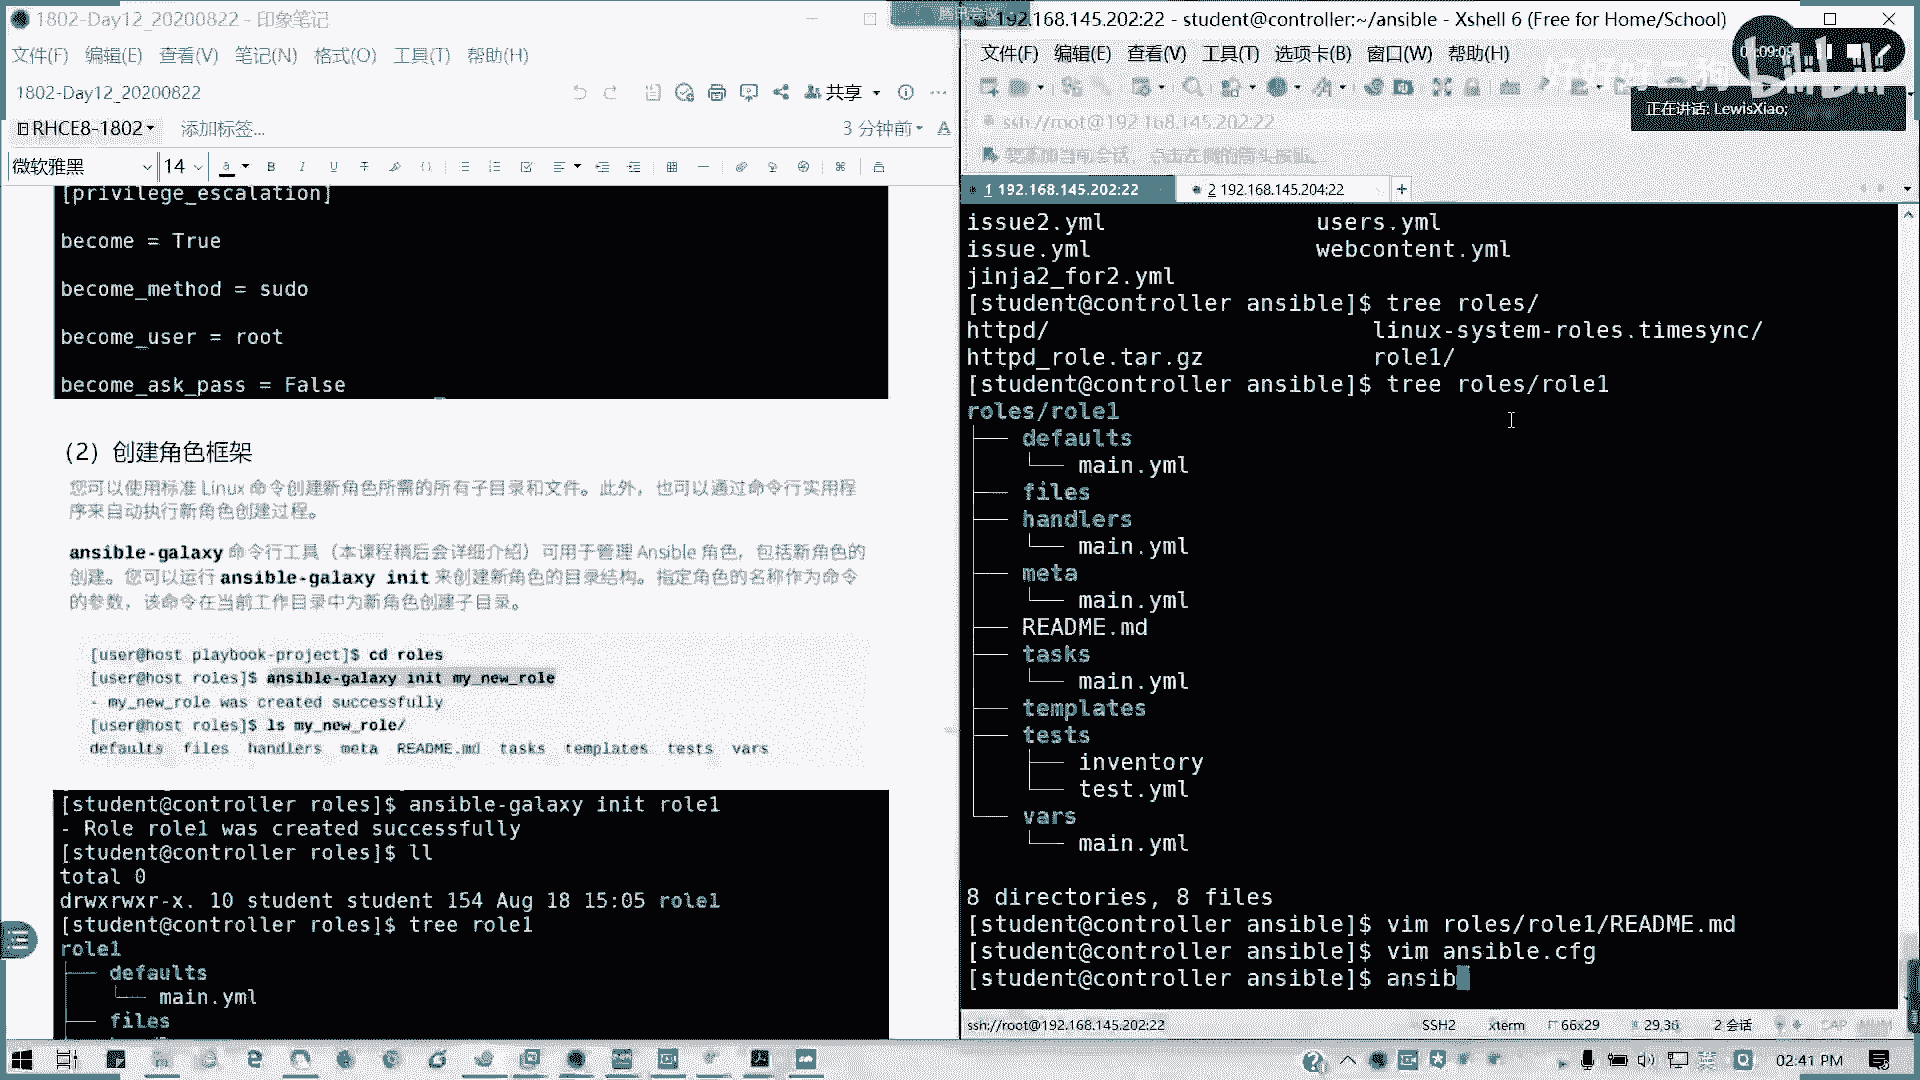 1802-Day12_20200822 - 印象笔记
文件(F) 编辑(E) 查看(V) 笔记(N) 格式(O) 工具(T) 帮助(H)
1802-Day12_20200822
共享
RHCE8-1802
添加标签...
3 分钟前
微软雅黑
14
[privilege_escalation]
become = True
become_method = sudo
become_user = root
become_ask_pass = False
（2）创建角色框架
您可以使用标准 Linux 命令创建新角色所需的所有子目录和文件。此外，也可以通过命令行实用程
序来自动执行新角色创建过程。
ansible-galaxy 命令行工具（本课程稍后会详细介绍）可用于管理 Ansible 角色，包括新角色的
创建。您可以运行 ansible-galaxy init 来创建新角色的目录结构。指定角色的名称作为命令
的参数，该命令在当前工作目录中为新角色创建子目录。
[user@host playbook-project]$ cd roles
[user@host roles]$ ansible-galaxy init my_new_role
- my_new_role was created successfully
[user@host roles]$ ls my_new_role/
defaults files handlers meta README.md tasks templates tests vars
[student@controller roles]$ ansible-galaxy init role1
- Role role1 was created successfully
[student@controller roles]$ ll
total 0
drwxrwxr-x. 10 student student 154 Aug 18 15:05 role1
[student@controller roles]$ tree role1
role1
├── defaults
│   └── main.yml
├── files
192.168.145.202:22 - student@controller:~/ansible - Xshell 6 (Free for Home/School)
文件(F) 编辑(E) 查看(V) 工具(T) 选项卡(B) 窗口(W) 帮助(H)
正在讲话: LewisXiao;
ssh://root@192.168.145.202:22
要添加当前会话，点击左侧的箭头按钮。
1 192.168.145.202:22
2 192.168.145.204:22
issue2.yml users.yml
issue.yml webcontent.yml
jinja2_for2.yml
[student@controller ansible]$ tree roles/
httpd/ linux-system-roles.timesync/
httpd_role.tar.gz role1/
[student@controller ansible]$ tree roles/role1
roles/role1
├── defaults
│   └── main.yml
├── files
├── handlers
│   └── main.yml
├── meta
│   └── main.yml
├── README.md
├── tasks
│   └── main.yml
├── templates
├── tests
│   ├── inventory
│   └── test.yml
└── vars
    └── main.yml
8 directories, 8 files
[student@controller ansible]$ vim roles/role1/README.md
[student@controller ansible]$ vim ansible.cfg
[student@controller ansible]$ ansib
ssh://root@192.168.145.202:22
SSH2
xterm
66x29
29,36
2 会话
CAP
NUM
英
02:41 PM